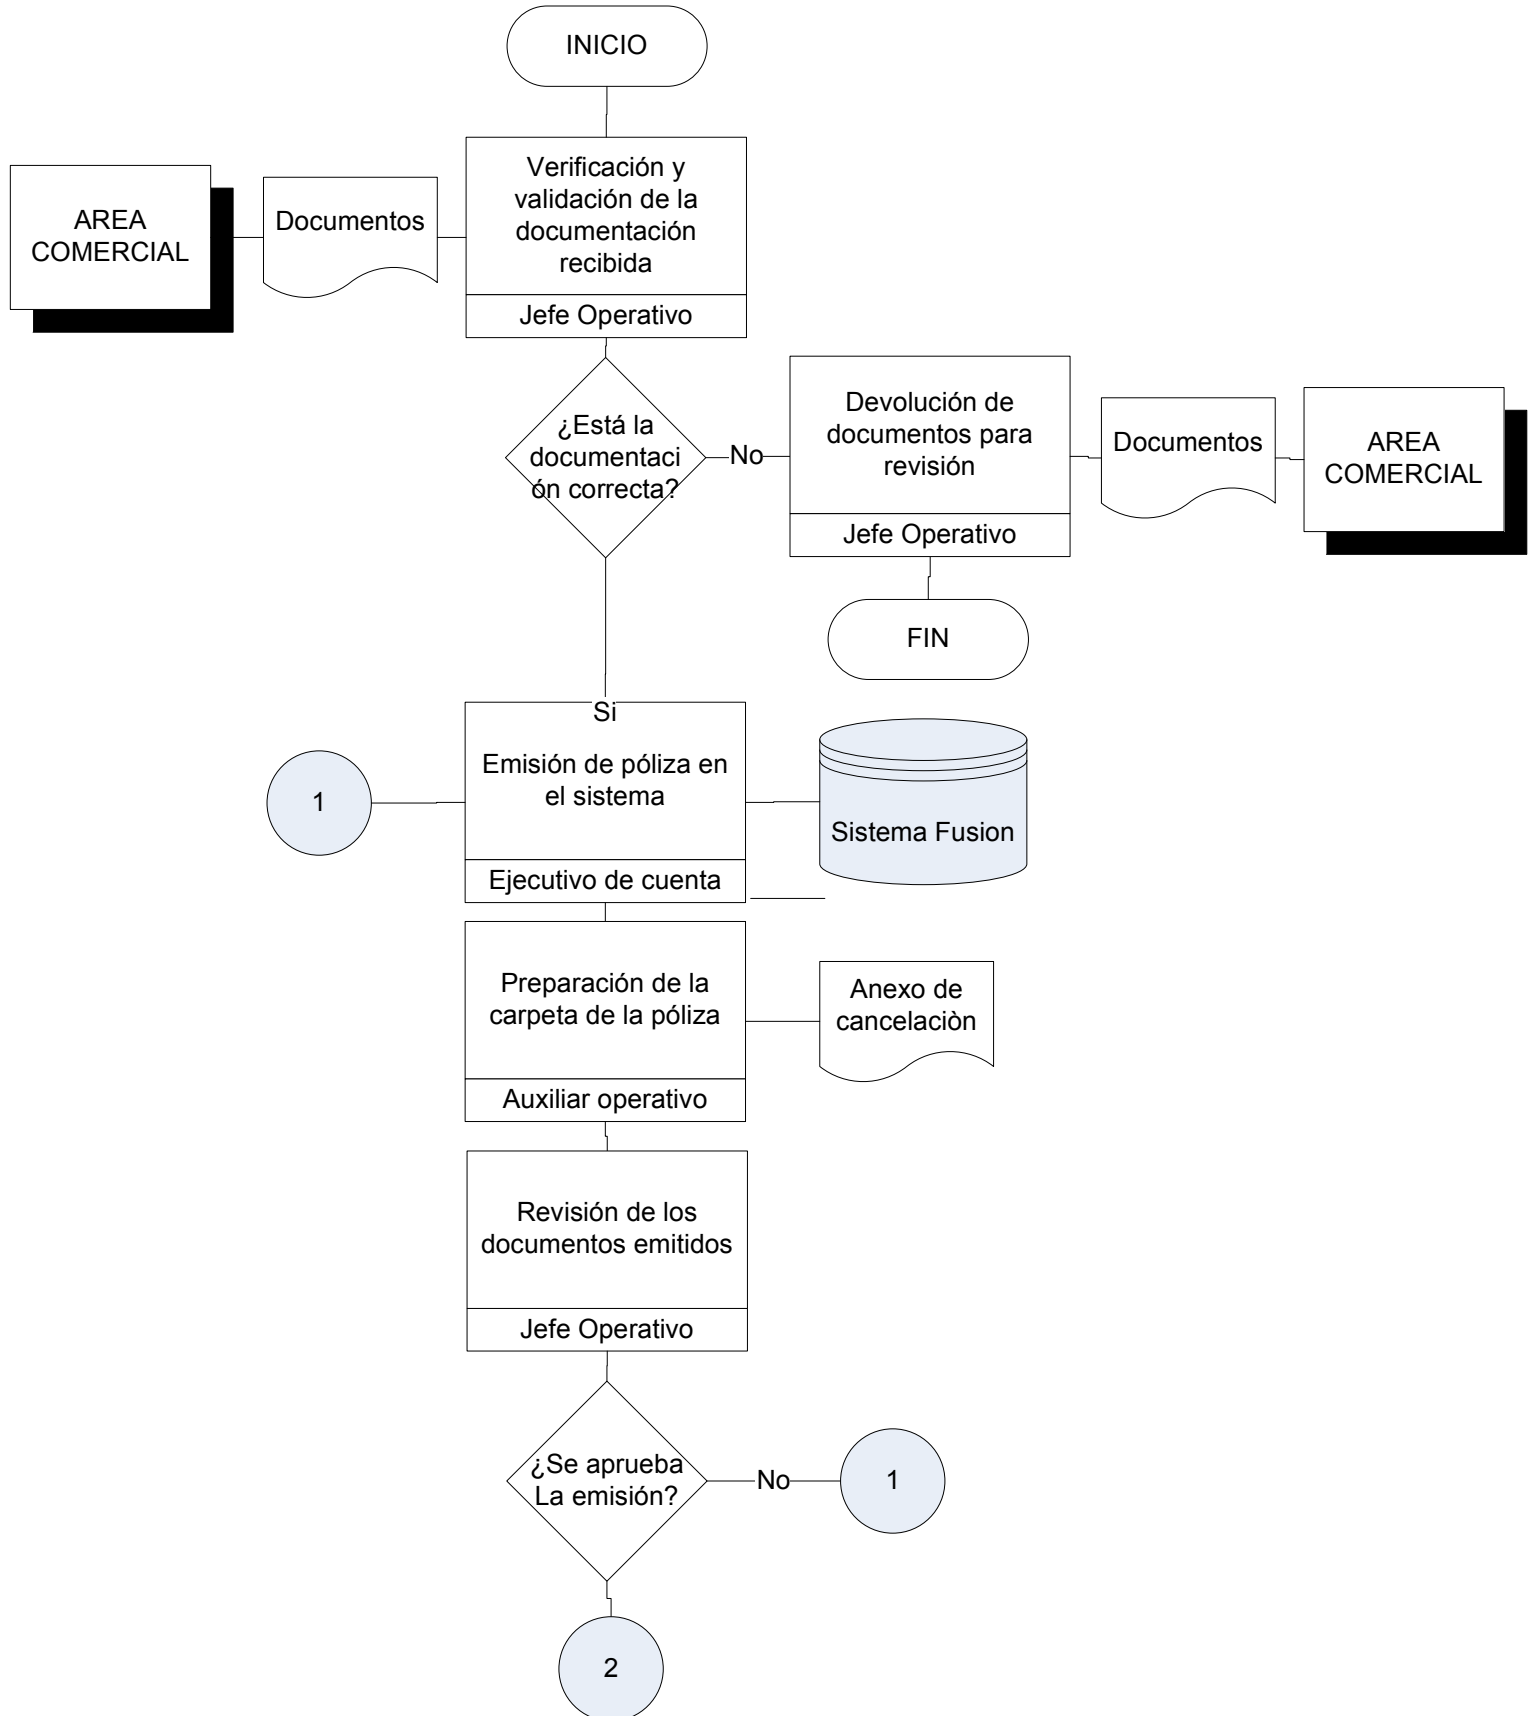 INICIO
Verificación y
validación de la
documentación
recibida
Jefe Operativo
AREA
COMERCIAL
Documentos
¿Está la
documentaci
ón correcta?
No
Devolución de
documentos para
revisión
Jefe Operativo
Documentos
AREA
COMERCIAL
FIN
Si
Emisión de póliza en
el sistema
Ejecutivo de cuenta
1
Sistema Fusion
Preparación de la
carpeta de la póliza
Auxiliar operativo
Anexo de
cancelaciòn
Revisión de los
documentos emitidos
Jefe Operativo
¿Se aprueba
La emisión?
No
1
2